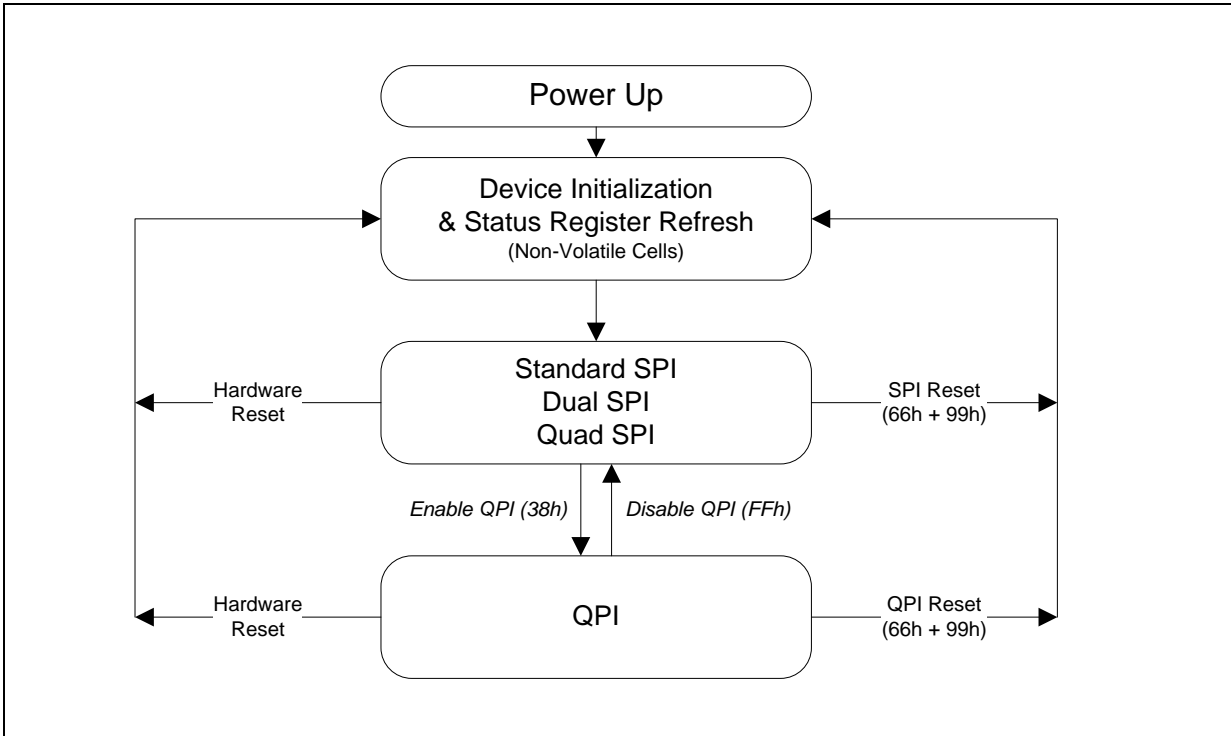 Power Up
Device Initialization
& Status Register Refresh
(Non-Volatile Cells)
Standard SPI
Dual SPI
Quad SPI
Hardware
Reset
SPI Reset
(66h + 99h)
Enable QPI (38h)
Disable QPI (FFh)
Hardware
Reset
QPI
QPI Reset
(66h + 99h)